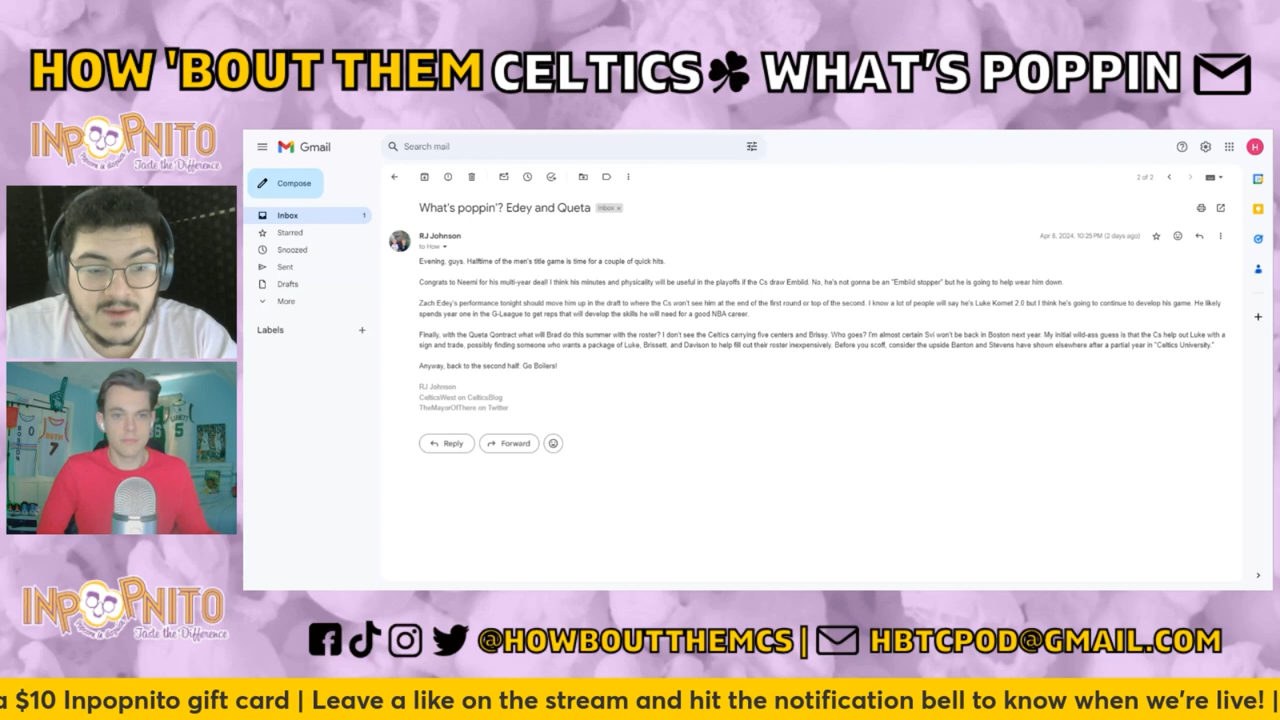 HOW 'BOUT THEM CELTICS WHAT'S POPPIN
INPOPNITO
Taste the Difference
Gmail
Search mail
H
Compose
Inbox 1
Starred
Snoozed
Sent
Drafts
More
Labels
2 of 2
What's poppin'? Edey and Queta Inbox x
RJ Johnson
to How
Apr 8, 2024, 10:25 PM (2 days ago)
Evening, guys. Halftime of the men's title game is time for a couple of quick hits.
Congrats to Neemi for his multi-year deal! I think his minutes and physicality will be useful in the playoffs if the Cs draw Embiid. No, he's not gonna be an "Embiid stopper" but he is going to help wear him down.
Zach Edey's performance tonight should move him up in the draft to where the Cs won't see him at the end of the first round or top of the second. I know a lot of people will say he's Luke Kornet 2.0 but I think he's going to continue to develop his game. He likely
spends year one in the G-League to get reps that will develop the skills he will need for a good NBA career.
Finally, with the Queta Qontract what will Brad do this summer with the roster? I don't see the Celtics carrying five centers and Brissy. Who goes? I'm almost certain Svi won't be back in Boston next year. My initial wild-ass guess is that the Cs help out Luke with a
sign and trade, possibly finding someone who wants a package of Luke, Brissett, and Davison to help fill out their roster inexpensively. Before you scoff, consider the upside Banton and Stevens have shown elsewhere after a partial year in "Celtics University."
Anyway, back to the second half: Go Boilers!
RJ Johnson
CelticsWest on CelticsBlog
TheMayorOfThere on Twitter
Reply
Forward
INPOPNITO
Taste the Difference
@HOWBOUTTHEMCS | HBTCPOD@GMAIL.COM
a $10 Inpopnito gift card | Leave a like on the stream and hit the notification bell to know when we're live! |